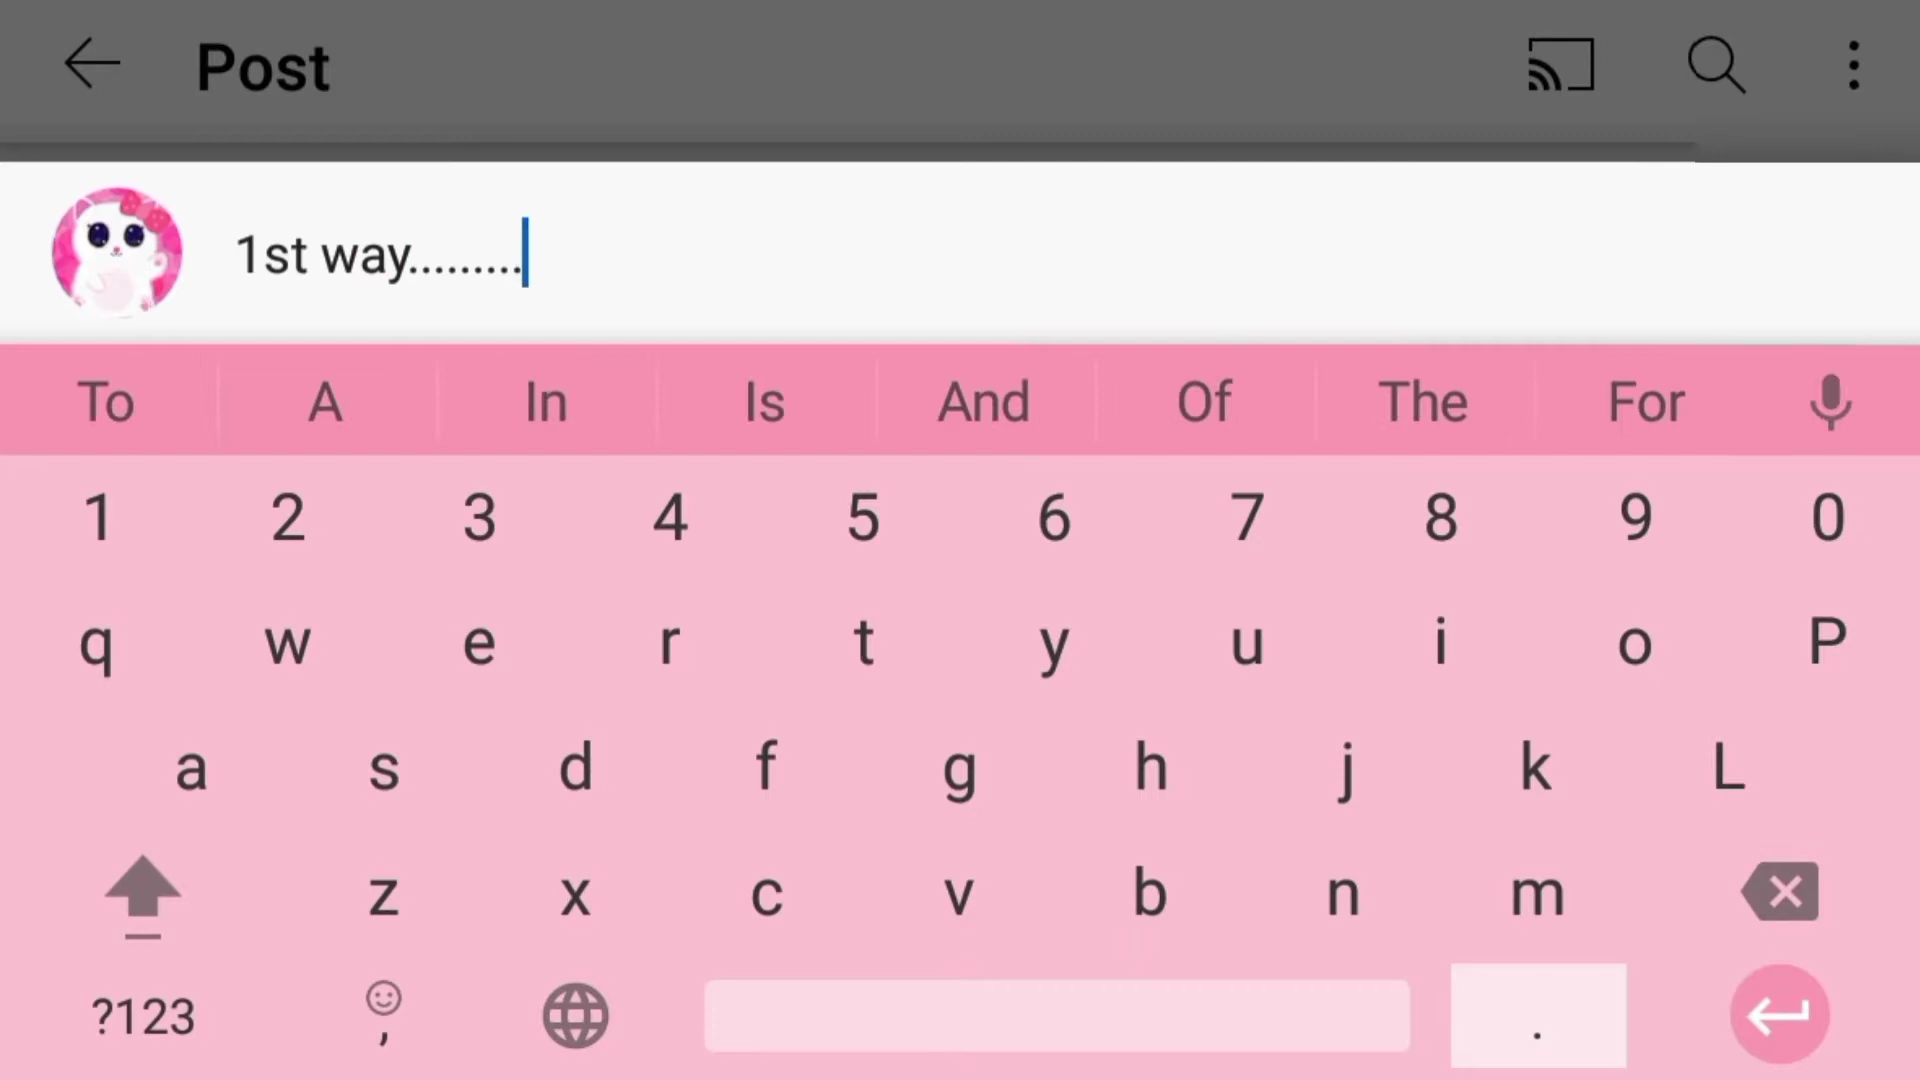 Post
1st way.........
To A In Is And Of The For
1 2 3 4 5 6 7 8 9 0
q w e r t y u i o P
a s d f g h j k L
z x c v b n m
?123 , .